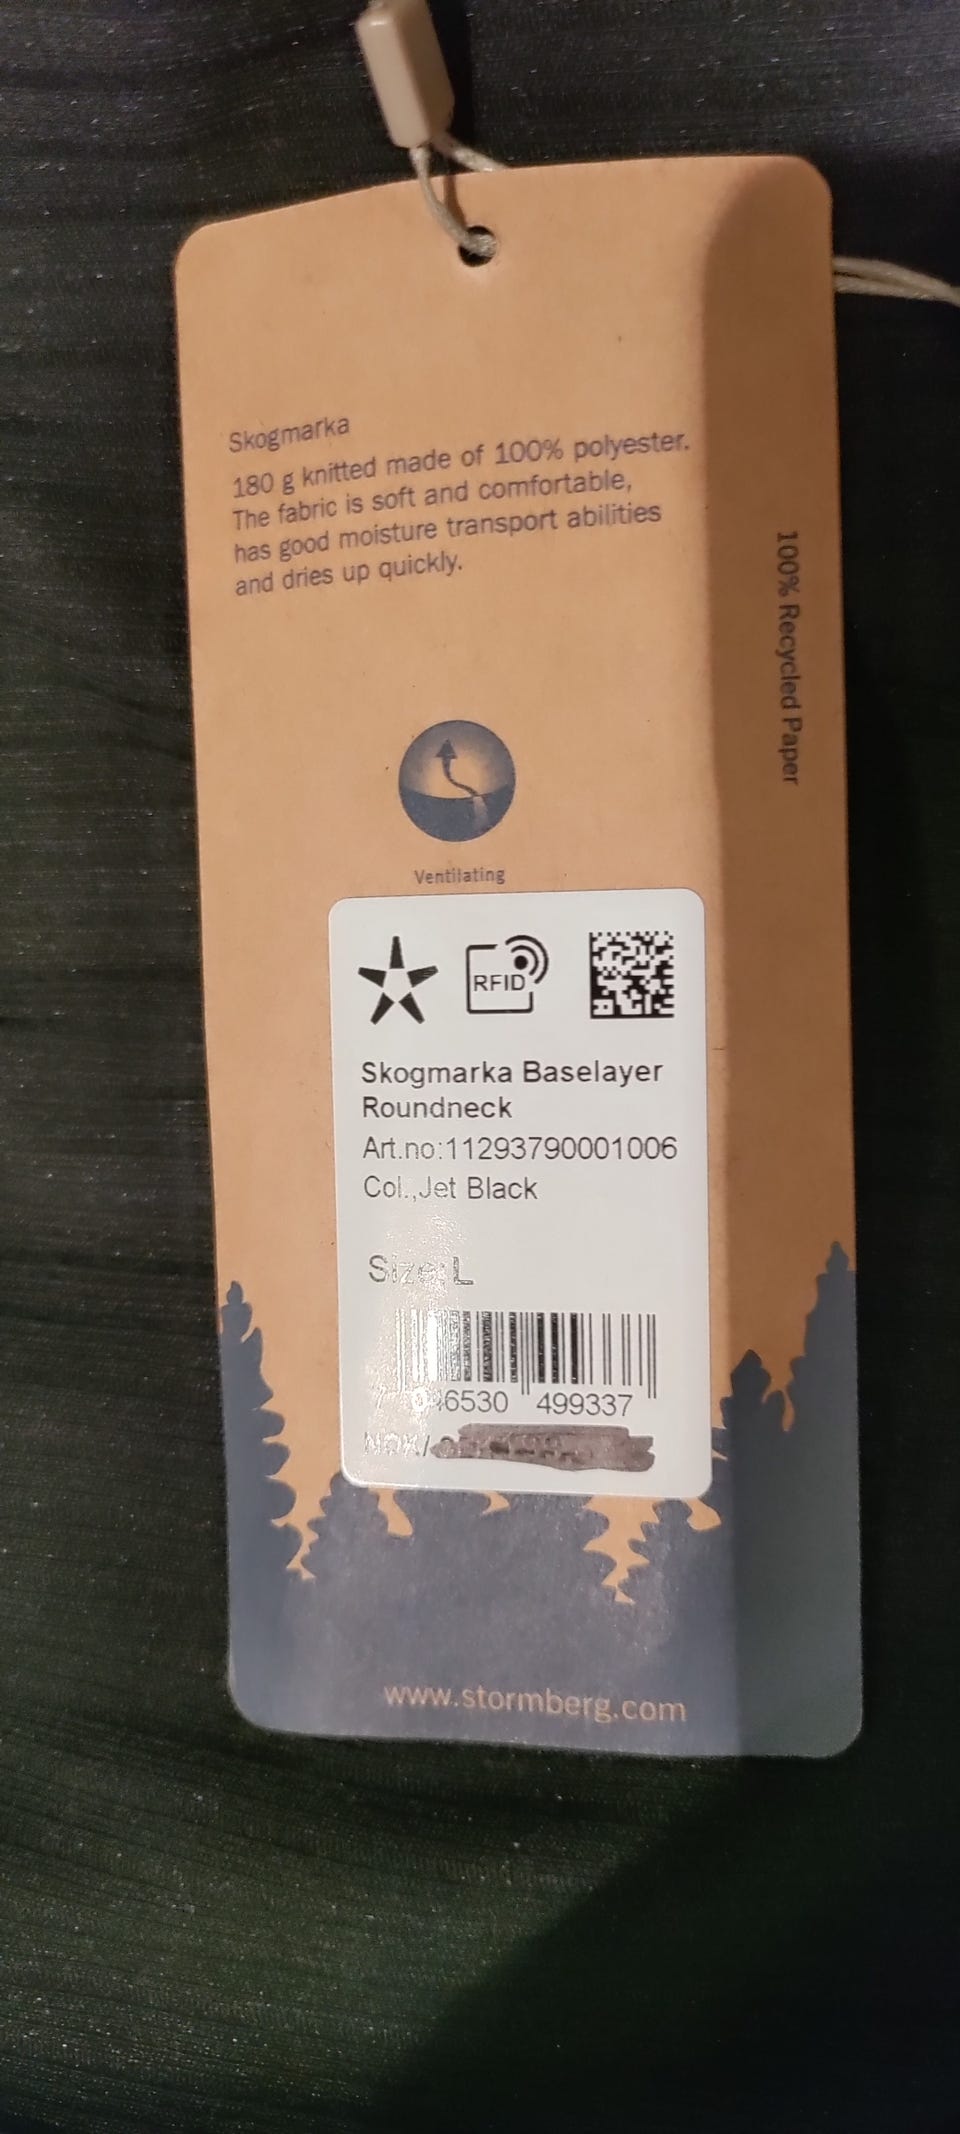 Skogmarka
180 g knitted made of 100% polyester.
The fabric is soft and comfortable,
has good moisture transport abilities
and dries up quickly.
100% Recycled Paper
Ventilating
RFID
Skogmarka Baselayer
Roundneck
Art.no:11293790001006
Col.,Jet Black
Size:L
499337
www.stormberg.com